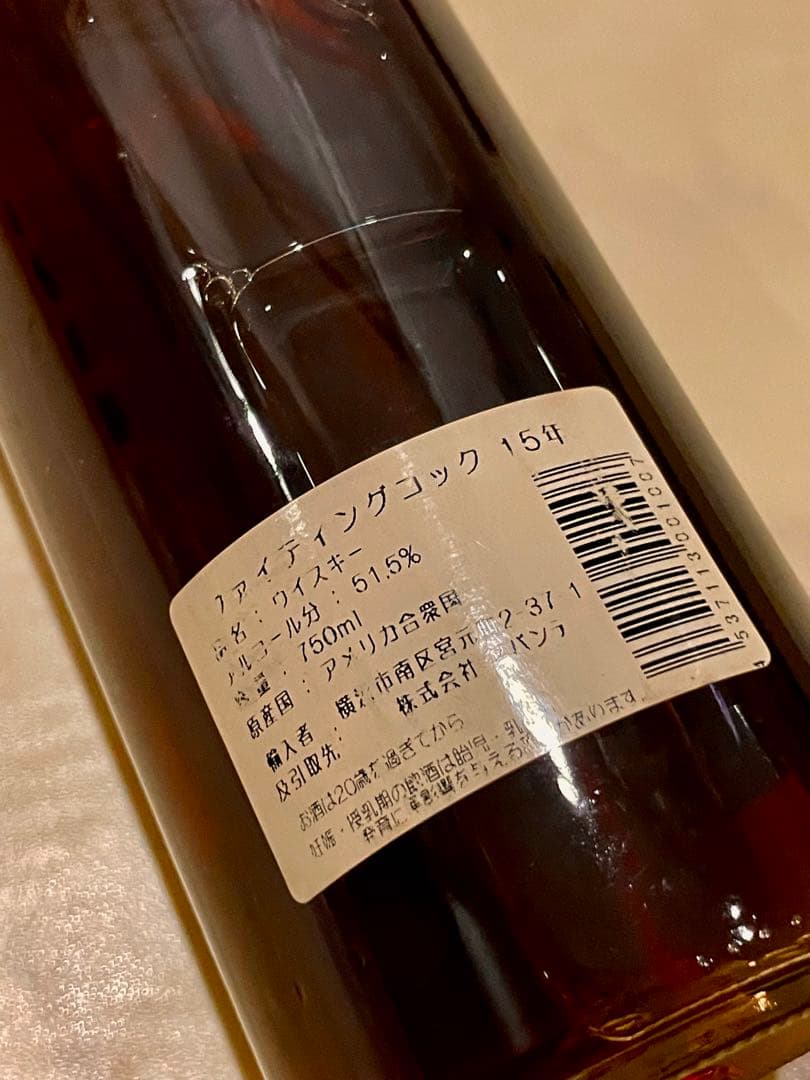 ファイティングコック 15年
品名：ウイスキー
アルコール分：51.5%
容量：750ml
原産国：アメリカ合衆国
輸入者：横浜市南区宮元町2-37-1
及引取先 株式会社
お酒は20歳を過ぎてから
妊娠・授乳期の飲酒は胎児・乳児の
発育に悪影響を与える恐れがあります
4537113001007